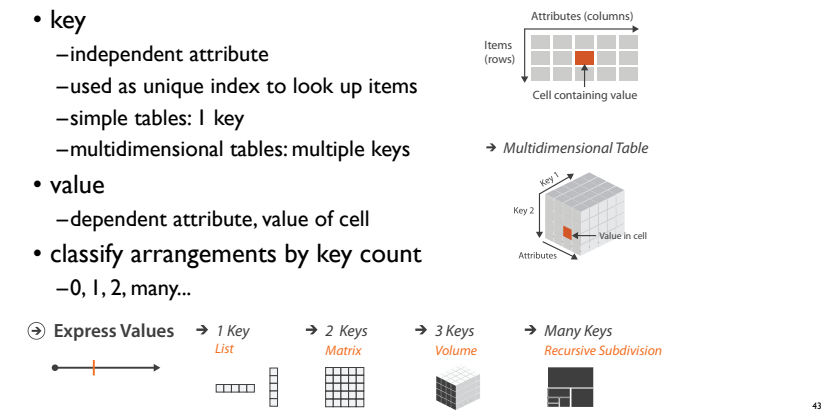 • key
–independent attribute
–used as unique index to look up items
–simple tables: 1 key
–multidimensional tables: multiple keys
• value
–dependent attribute, value of cell
• classify arrangements by key count
–0, 1, 2, many...
Attributes (columns)
Items
(rows)
Cell containing value
→ Multidimensional Table
Key 1
Key 2
Value in cell
Attributes
→ Express Values
→ 1 Key
List
→ 2 Keys
Matrix
→ 3 Keys
Volume
→ Many Keys
Recursive Subdivision
43